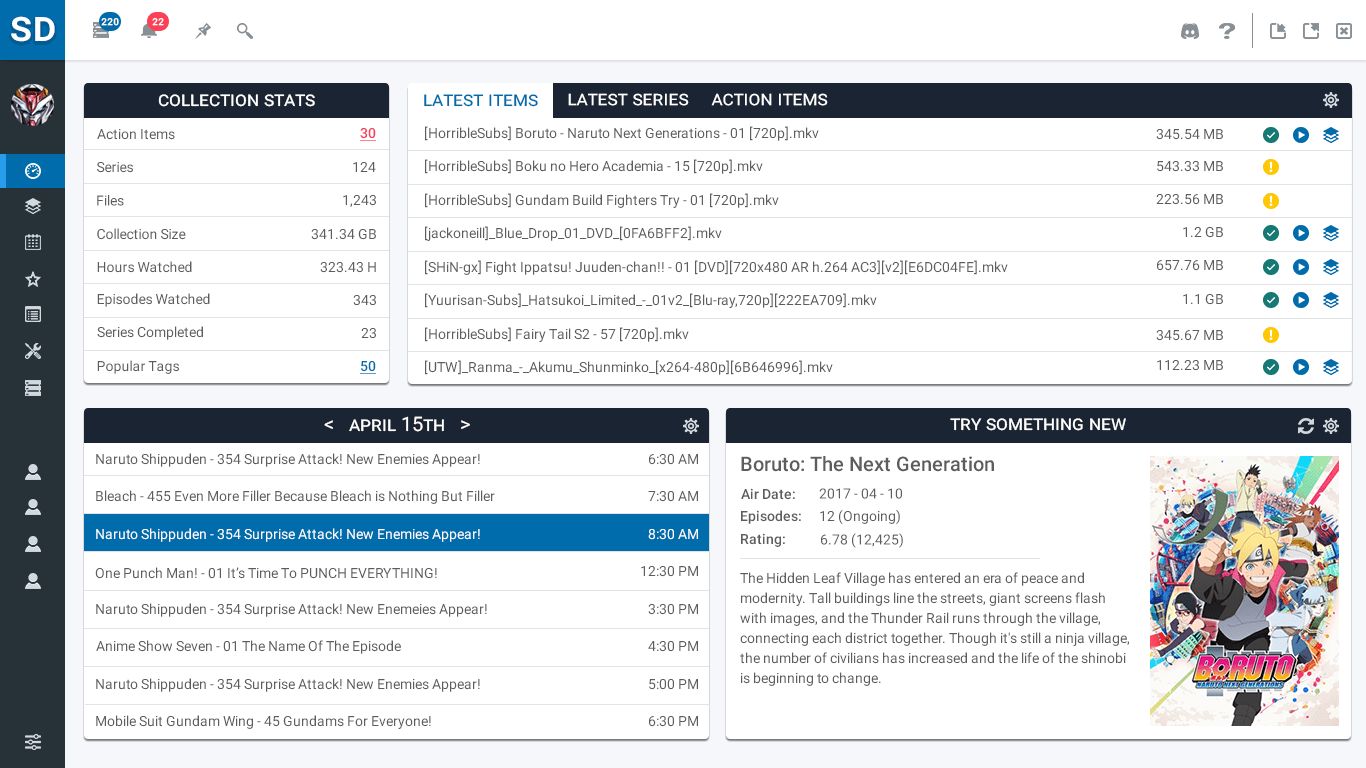 SD
220
22
COLLECTION STATS
Action Items 30
Series 124
Files 1,243
Collection Size 341.34 GB
Hours Watched 323.43 H
Episodes Watched 343
Series Completed 23
Popular Tags 50
LATEST ITEMS LATEST SERIES ACTION ITEMS
[HorribleSubs] Boruto - Naruto Next Generations - 01 [720p].mkv 345.54 MB
[HorribleSubs] Boku no Hero Academia - 15 [720p].mkv 543.33 MB
[HorribleSubs] Gundam Build Fighters Try - 01 [720p].mkv 223.56 MB
[jackoneill]_Blue_Drop_01_DVD_[0FA6BFF2].mkv 1.2 GB
[SHiN-gx] Fight Ippatsu! Juuden-chan!! - 01 [DVD][720x480 AR h.264 AC3][v2][E6DC04FE].mkv 657.76 MB
[Yuurisan-Subs]_Hatsukoi_Limited_-_01v2_[Blu-ray,720p][222EA709].mkv 1.1 GB
[HorribleSubs] Fairy Tail S2 - 57 [720p].mkv 345.67 MB
[UTW]_Ranma_-_Akumu_Shunminko_[x264-480p][6B646996].mkv 112.23 MB
< APRIL 15TH >
Naruto Shippuden - 354 Surprise Attack! New Enemies Appear! 6:30 AM
Bleach - 455 Even More Filler Because Bleach is Nothing But Filler 7:30 AM
Naruto Shippuden - 354 Surprise Attack! New Enemies Appear! 8:30 AM
One Punch Man! - 01 It's Time To PUNCH EVERYTHING! 12:30 PM
Naruto Shippuden - 354 Surprise Attack! New Enemeies Appear! 3:30 PM
Anime Show Seven - 01 The Name Of The Episode 4:30 PM
Naruto Shippuden - 354 Surprise Attack! New Enemies Appear! 5:00 PM
Mobile Suit Gundam Wing - 45 Gundams For Everyone! 6:30 PM
TRY SOMETHING NEW
Boruto: The Next Generation
Air Date: 2017 - 04 - 10
Episodes: 12 (Ongoing)
Rating: 6.78 (12,425)
The Hidden Leaf Village has entered an era of peace and
modernity. Tall buildings line the streets, giant screens flash
with images, and the Thunder Rail runs through the village,
connecting each district together. Though it's still a ninja village,
the number of civilians has increased and the life of the shinobi
is beginning to change.
BORUTO
NARUTO NEXT GENERATIONS